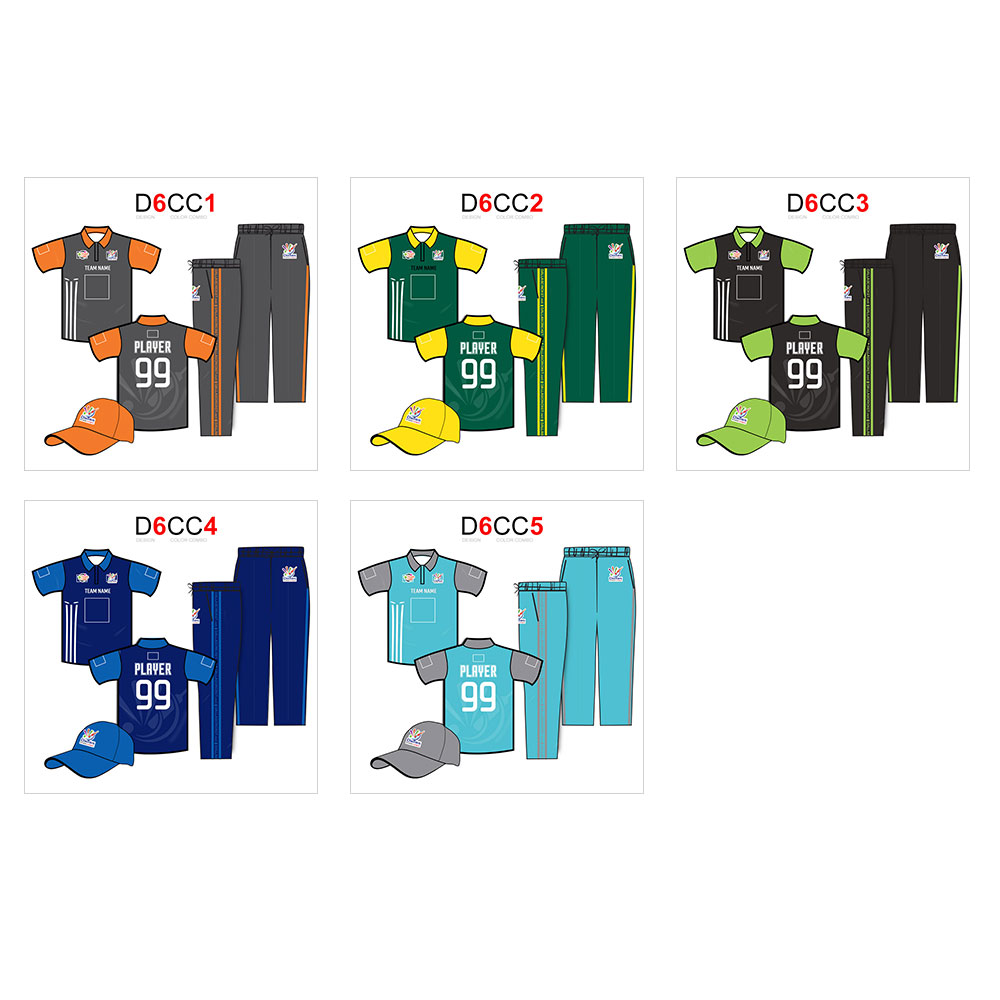 D6CC1
DESIGN COLOR COMBO
TEAM NAME
PLAYER
99
D6CC2
DESIGN COLOR COMBO
TEAM NAME
PLAYER
99
D6CC3
DESIGN COLOR COMBO
TEAM NAME
PLAYER
99
D6CC4
DESIGN COLOR COMBO
TEAM NAME
PLAYER
99
D6CC5
DESIGN COLOR COMBO
TEAM NAME
PLAYER
99